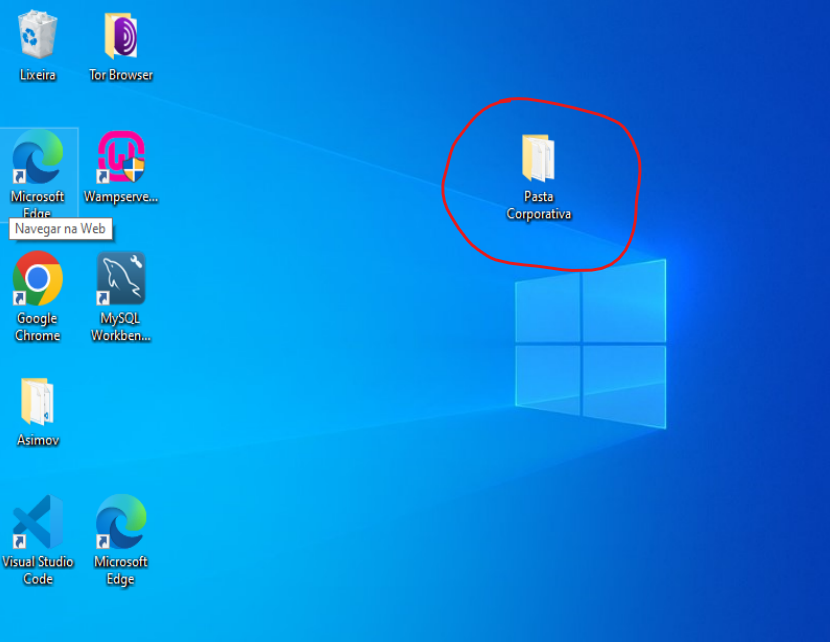 Lixeira
Tor Browser
Microsoft
Edge
Navegar na Web
Wampserve...
Pasta
Corporativa
Google
Chrome
MySQL
Workben...
Asimov
Visual Studio
Code
Microsoft
Edge